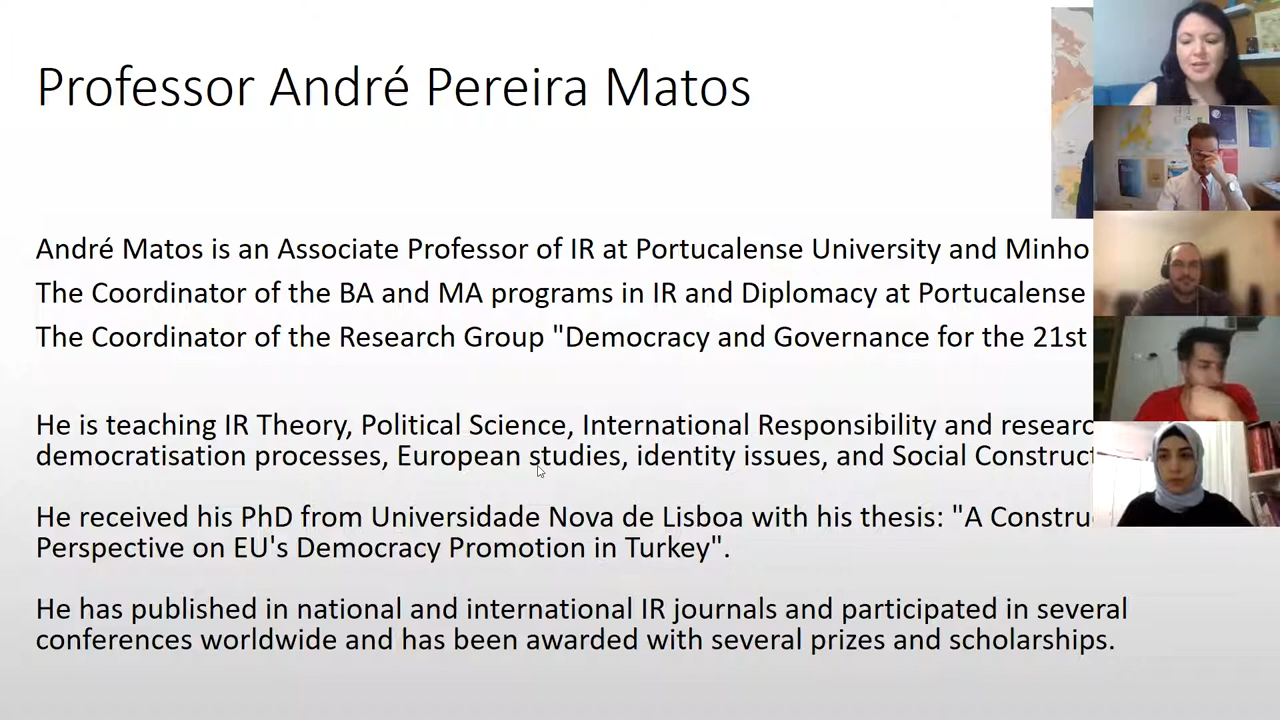 Professor André Pereira Matos
André Matos is an Associate Professor of IR at Portucalense University and Minho
The Coordinator of the BA and MA programs in IR and Diplomacy at Portucalense
The Coordinator of the Research Group "Democracy and Governance for the 21st
He is teaching IR Theory, Political Science, International Responsibility and
democratisation processes, European studies, identity issues, and Social
He received his PhD from Universidade Nova de Lisboa with his thesis: "A
Perspective on EU's Democracy Promotion in Turkey".
He has published in national and international IR journals and participated in several
conferences worldwide and has been awarded with several prizes and scholarships.